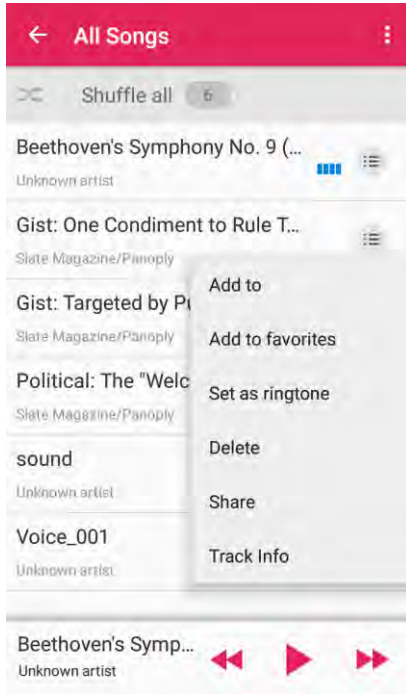 All Songs
Shuffle all 6
Beethoven's Symphony No. 9 (...
Unknown artist
Gist: One Condiment to Rule T...
Slate Magazine/Panoply
Gist: Targeted by Pu
Slate Magazine/Panoply
Political: The "Welc
Slate Magazine/Panoply
sound
Unknown artist
Voice_001
Unknown artist
Add to
Add to favorites
Set as ringtone
Delete
Share
Track Info
Beethoven's Symp...
Unknown artist